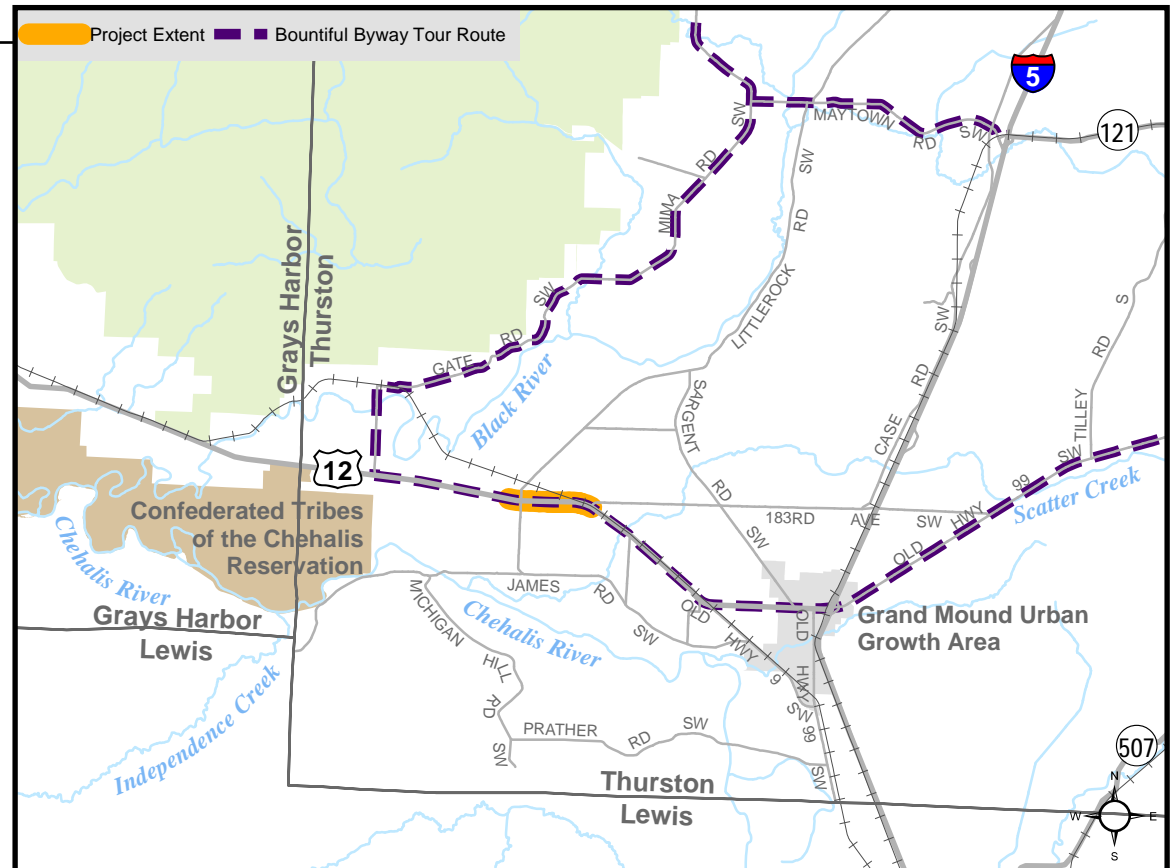 Project Extent
Bountiful Byway Tour Route
5
121
MAYTOWN
RD
SW
SW
RD
MIMA
SW
RD
LITTLEROCK
Grays Harbor
Thurston
SW
RD
GATE
Black River
SW
RD
CASE
S
RD
TILLEY
SARGENT
RD
SW
12
183RD
AVE
SW
SW
99
HWY
OLD
Scatter Creek
Confederated Tribes
of the Chehalis
Reservation
Chehalis River
Grays Harbor
Lewis
JAMES
RD
SW
Chehalis River
MICHIGAN
HILL
RD
SW
OLD
HWY
9
SW
OLD
HWY
99
SW
Grand Mound Urban
Growth Area
Independence Creek
PRATHER
RD
SW
Thurston
Lewis
507
N
W
E
S